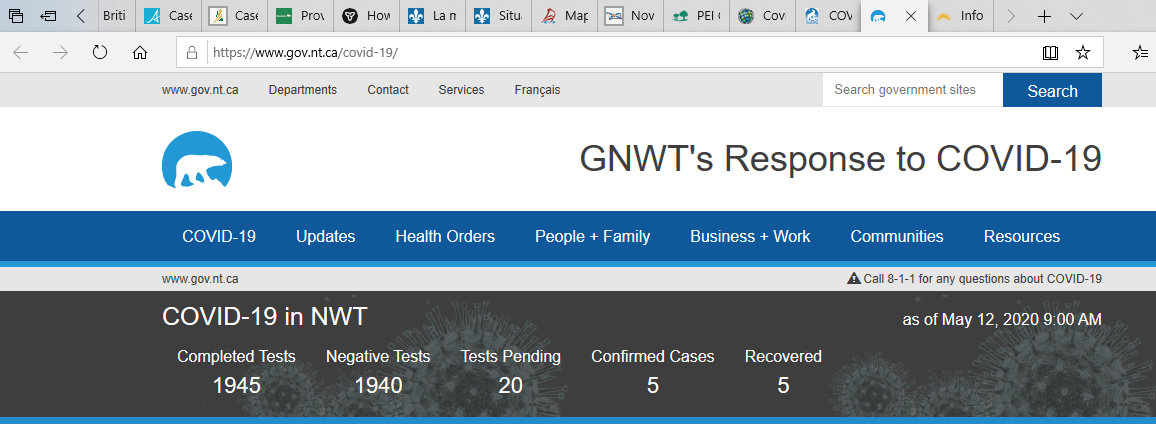 Briti Case Case Prov How La m Situ Map Nov PEI Cov COV Info
https://www.gov.nt.ca/covid-19/
www.gov.nt.ca Departments Contact Services Français Search government sites Search
GNWT's Response to COVID-19
COVID-19 Updates Health Orders People + Family Business + Work Communities Resources
www.gov.nt.ca Call 8-1-1 for any questions about COVID-19
COVID-19 in NWT as of May 12, 2020 9:00 AM
Completed Tests Negative Tests Tests Pending Confirmed Cases Recovered
1945 1940 20 5 5